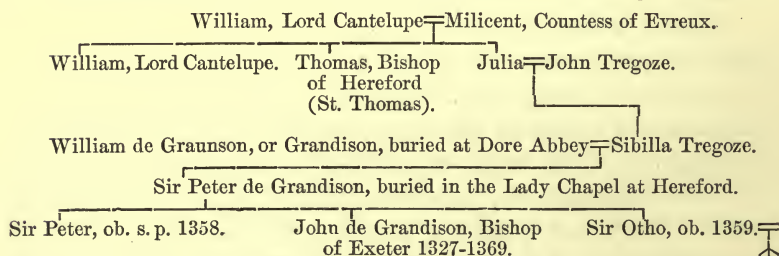 William, Lord Cantelupe=Milicent, Countess of Evreux.
William, Lord Cantelupe. Thomas, Bishop Julia=John Tregoze.
of Hereford
(St. Thomas).
William de Graunson, or Grandison, buried at Dore Abbey=Sibilla Tregoze.
Sir Peter de Grandison, buried in the Lady Chapel at Hereford.
Sir Peter, ob. s. p. 1358. John de Grandison, Bishop Sir Otho, ob. 1359.=
of Exeter 1327-1369.